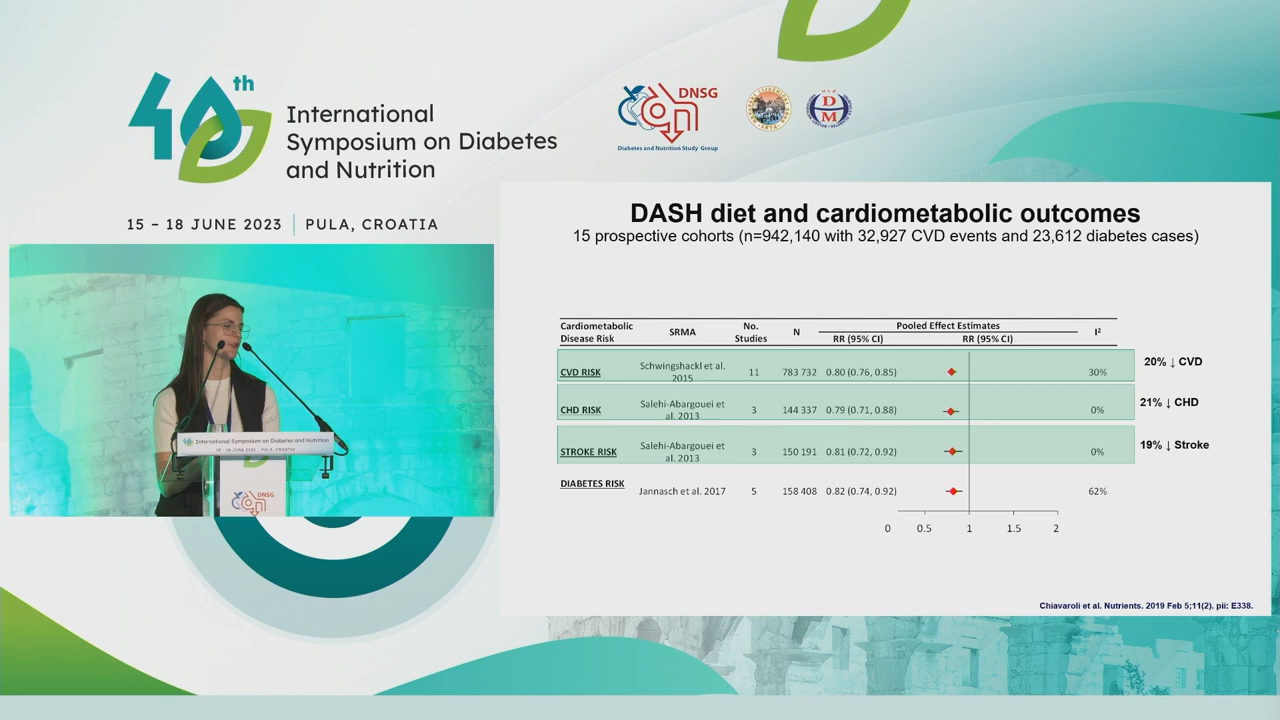 40th
International
Symposium on Diabetes
and Nutrition
15 – 18 JUNE 2023 | PULA, CROATIA
DNSG
Diabetes and Nutrition Study Group
D
M
International Symposium on Diabetes and Nutrition
15 - 18 JUNE 2023 | PULA, CROATIA
DNSG
DASH diet and cardiometabolic outcomes
15 prospective cohorts (n=942,140 with 32,927 CVD events and 23,612 diabetes cases)
Cardiometabolic Disease Risk SRMA No. Studies N Pooled Effect Estimates I²
RR (95% CI) RR (95% CI)
CVD RISK Schwingshackl et al. 2015 11 783 732 0.80 (0.76, 0.85) 30% 20% ↓ CVD
CHD RISK Salehi-Abargouei et al. 2013 3 144 337 0.79 (0.71, 0.88) 0% 21% ↓ CHD
STROKE RISK Salehi-Abargouei et al. 2013 3 150 191 0.81 (0.72, 0.92) 0% 19% ↓ Stroke
DIABETES RISK Jannasch et al. 2017 5 158 408 0.82 (0.74, 0.92) 62%
0 0.5 1 1.5 2
Chiavaroli et al. Nutrients. 2019 Feb 5;11(2). pii: E338.